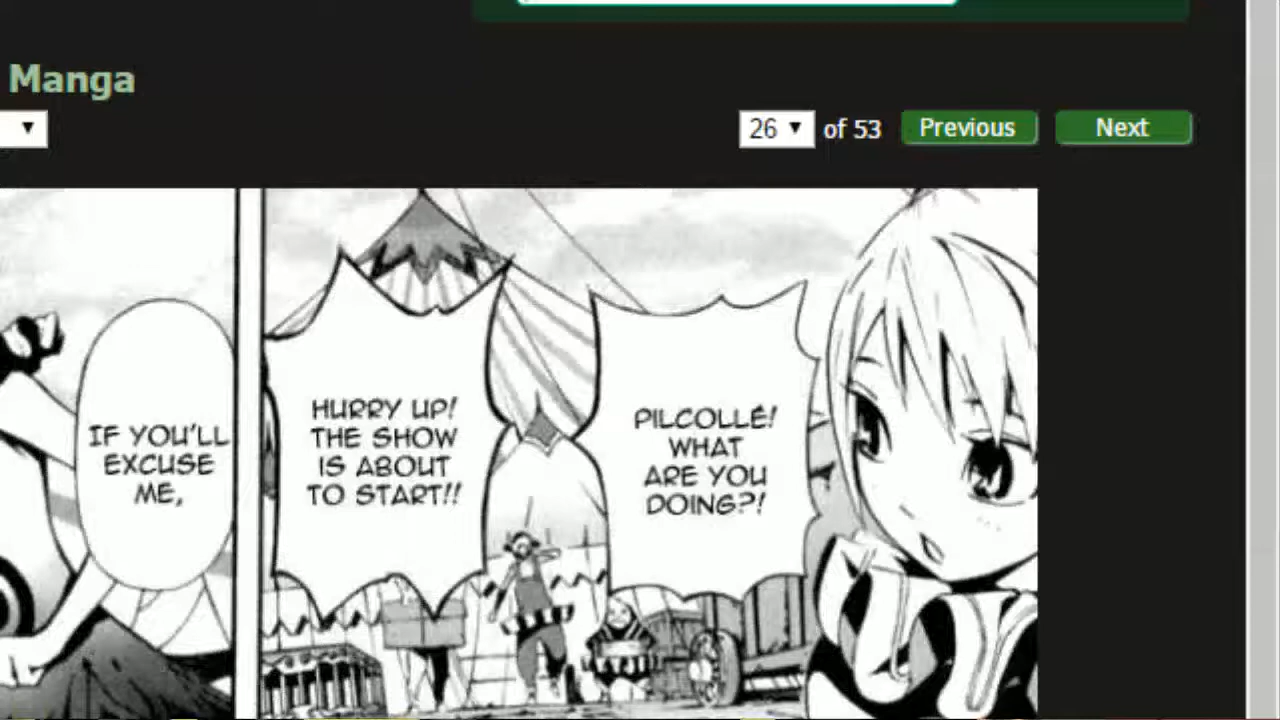 Manga
26 of 53 Previous Next
PILCOLLÉ!
WHAT
ARE YOU
DOING?!
HURRY UP!
THE SHOW
IS ABOUT
TO START!!
IF YOU'LL
EXCUSE
ME,